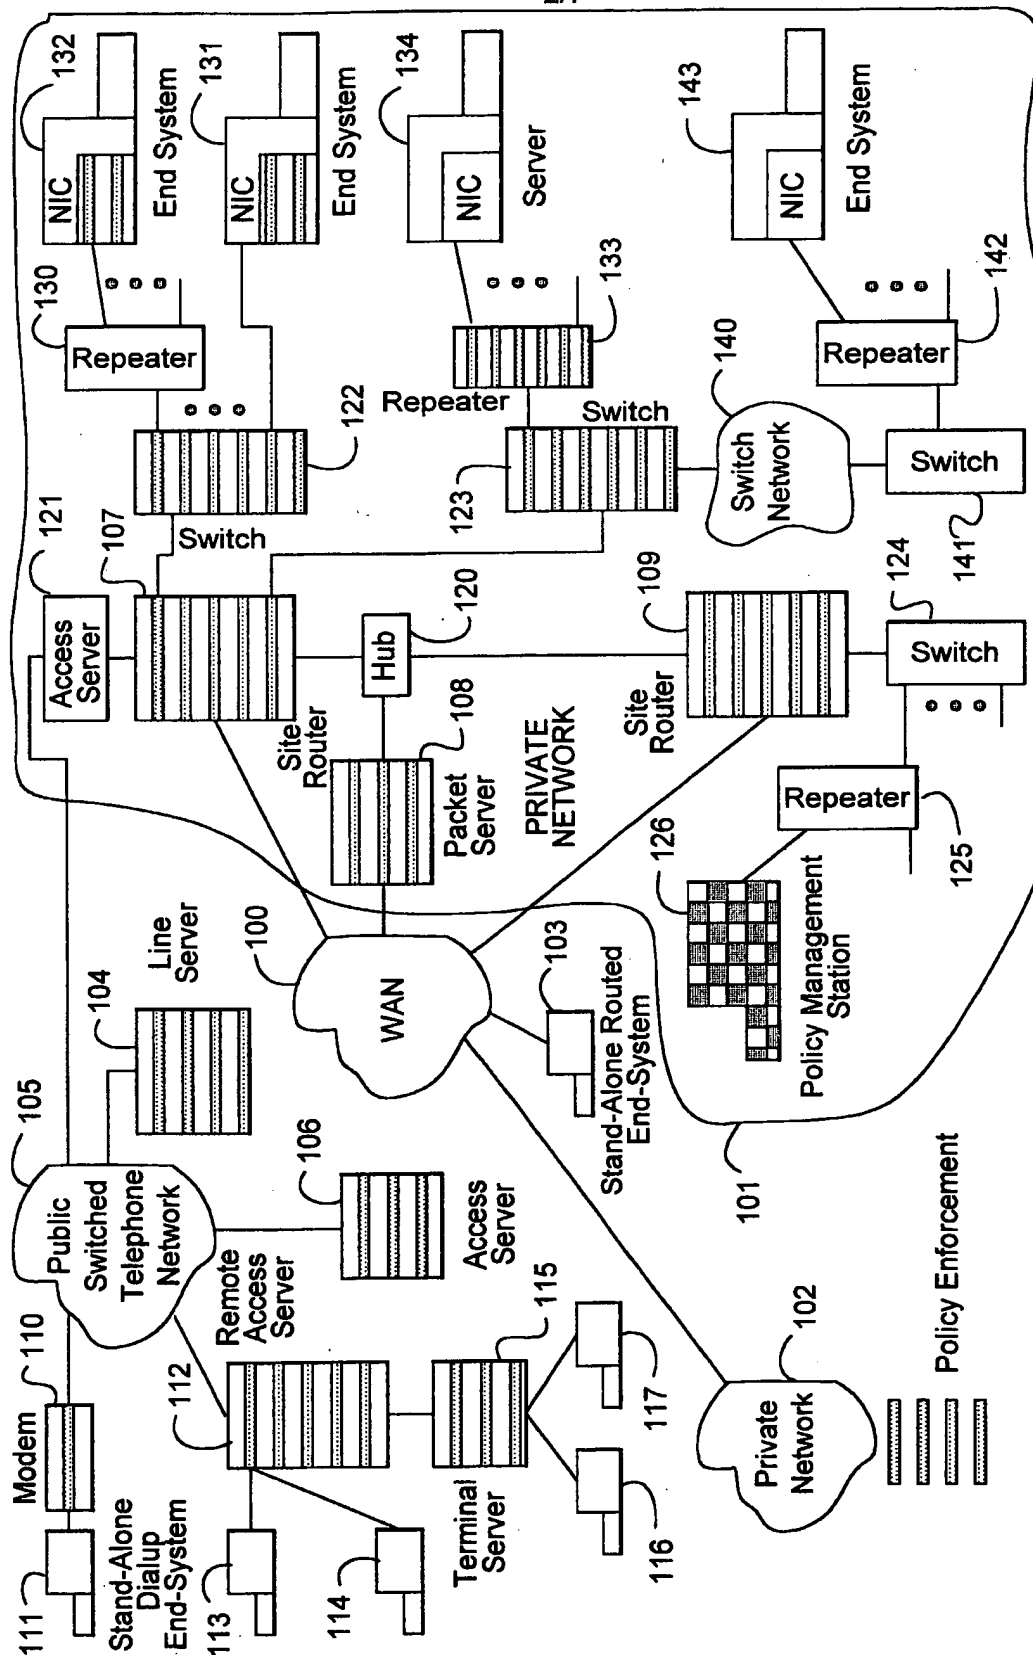 132
NIC
End System
131
NIC
End System
134
NIC
Server
143
NIC
End System
130
Repeater
122
Repeater
133
Switch
140
Switch
Network
Repeater
142
Switch
141
121
Access
Server
107
Switch
123
120
Hub
109
124
Switch
Site
Router
108
Packet
Server
PRIVATE
NETWORK
Site
Router
Repeater
125
126
Policy Management
Station
104
Line
Server
100
WAN
103
Stand-Alone Routed
End-System
101
105
Public
Switched
Telephone
Network
106
Access
Server
110
Modem
Remote
Access
Server
112
115
Terminal
Server
117
116
102
Private
Network
Policy Enforcement
111
Stand-Alone
Dialup
End-System
113
114